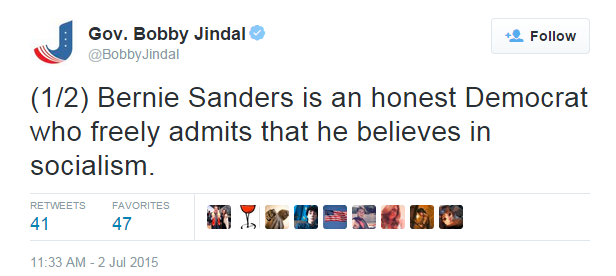 Gov. Bobby Jindal
@BobbyJindal
Follow
(1/2) Bernie Sanders is an honest Democrat
who freely admits that he believes in
socialism.
RETWEETS FAVORITES
41 47
11:33 AM - 2 Jul 2015